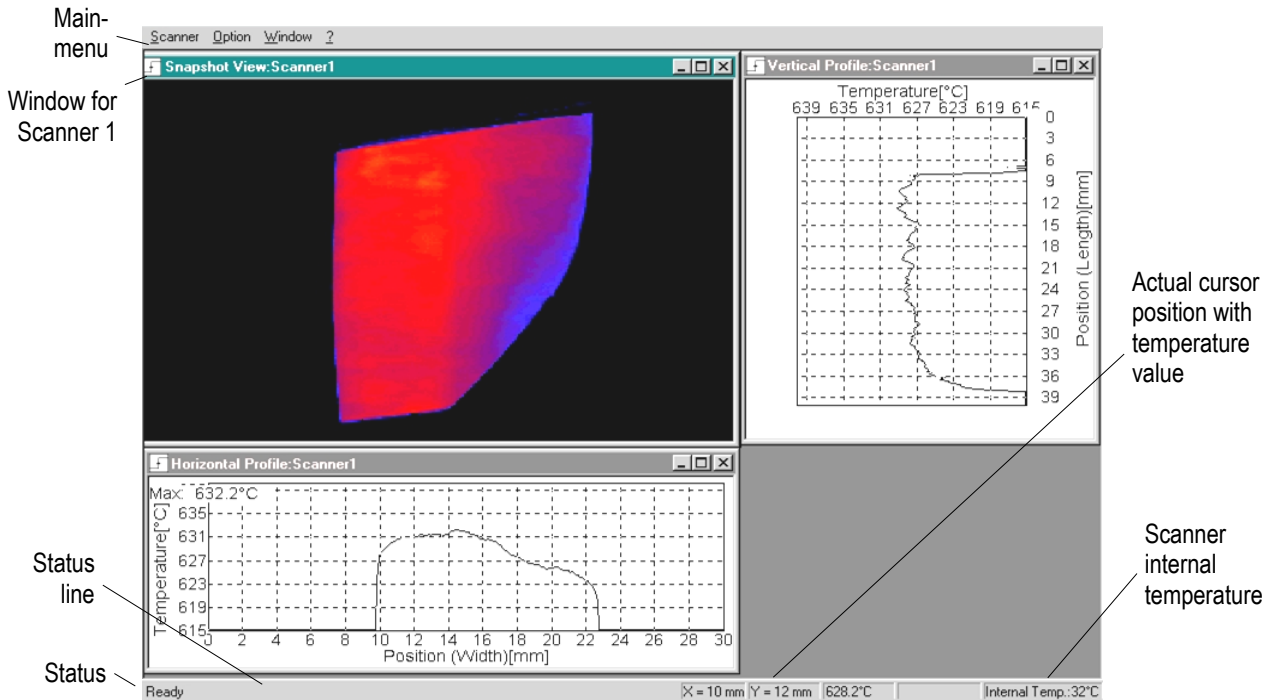 Main-
menu
Scanner Option Window ?
Snapshot View:Scanner1
Window for
Scanner 1
Vertical Profile:Scanner1
Temperature[°C]
639 635 631 627 623 619 615
0
3
6
9
12
15
18
21
24
27
30
33
36
39
Position (Length)[mm]
Actual cursor
position with
temperature
value
Horizontal Profile:Scanner1
Max: 632.2°C
Temperature[°C]
635
631
627
623
619
615
0 2 4 6 8 10 12 14 16 18 20 22 24 26 28 30
Position (Width)[mm]
Status
line
Scanner
internal
temperature
Status
Ready
X = 10 mm Y = 12 mm 628.2°C Internal Temp.:32°C